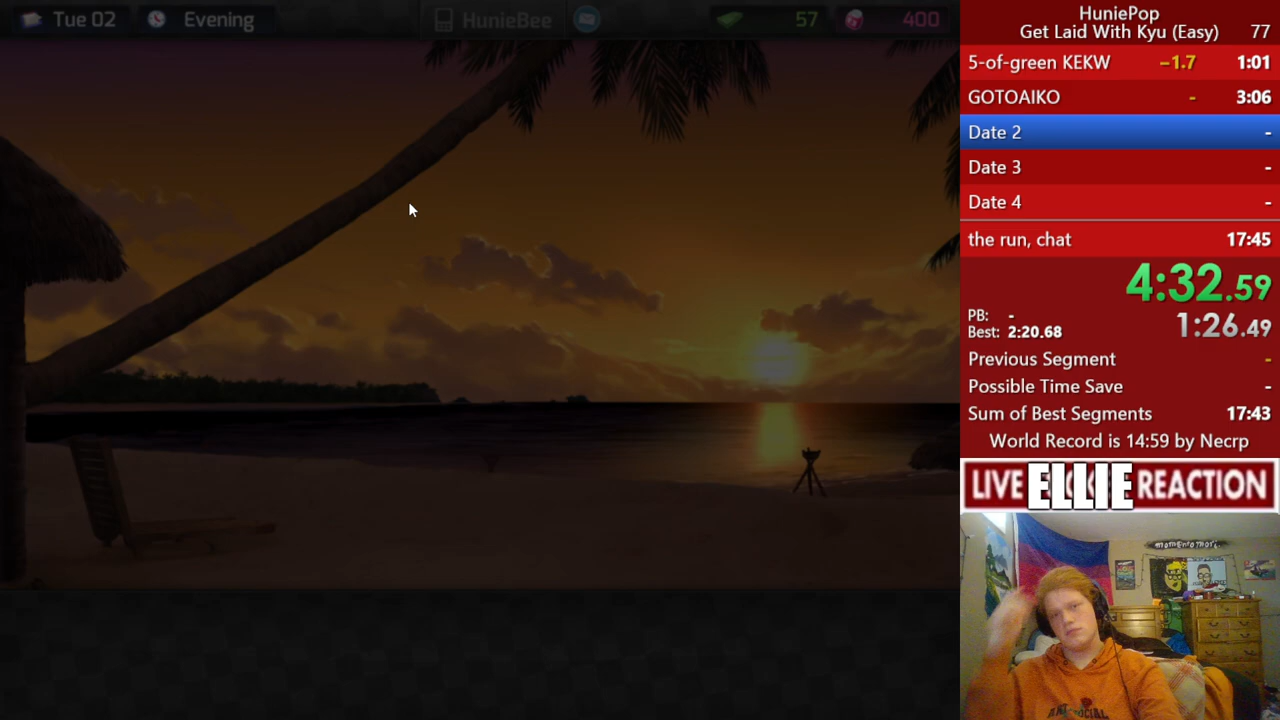 Tue 02 Evening HunieBee 57 400
HuniePop
Get Laid With Kyu (Easy) 77
5-of-green KEKW −1.7 1:01
GOTOAIKO - 3:06
Date 2 -
Date 3 -
Date 4 -
the run, chat 17:45
4:32.59
PB: -
1:26.49
Best: 2:20.68
Previous Segment -
Possible Time Save -
Sum of Best Segments 17:43
World Record is 14:59 by Necrp
LIVE ELLIE REACTION